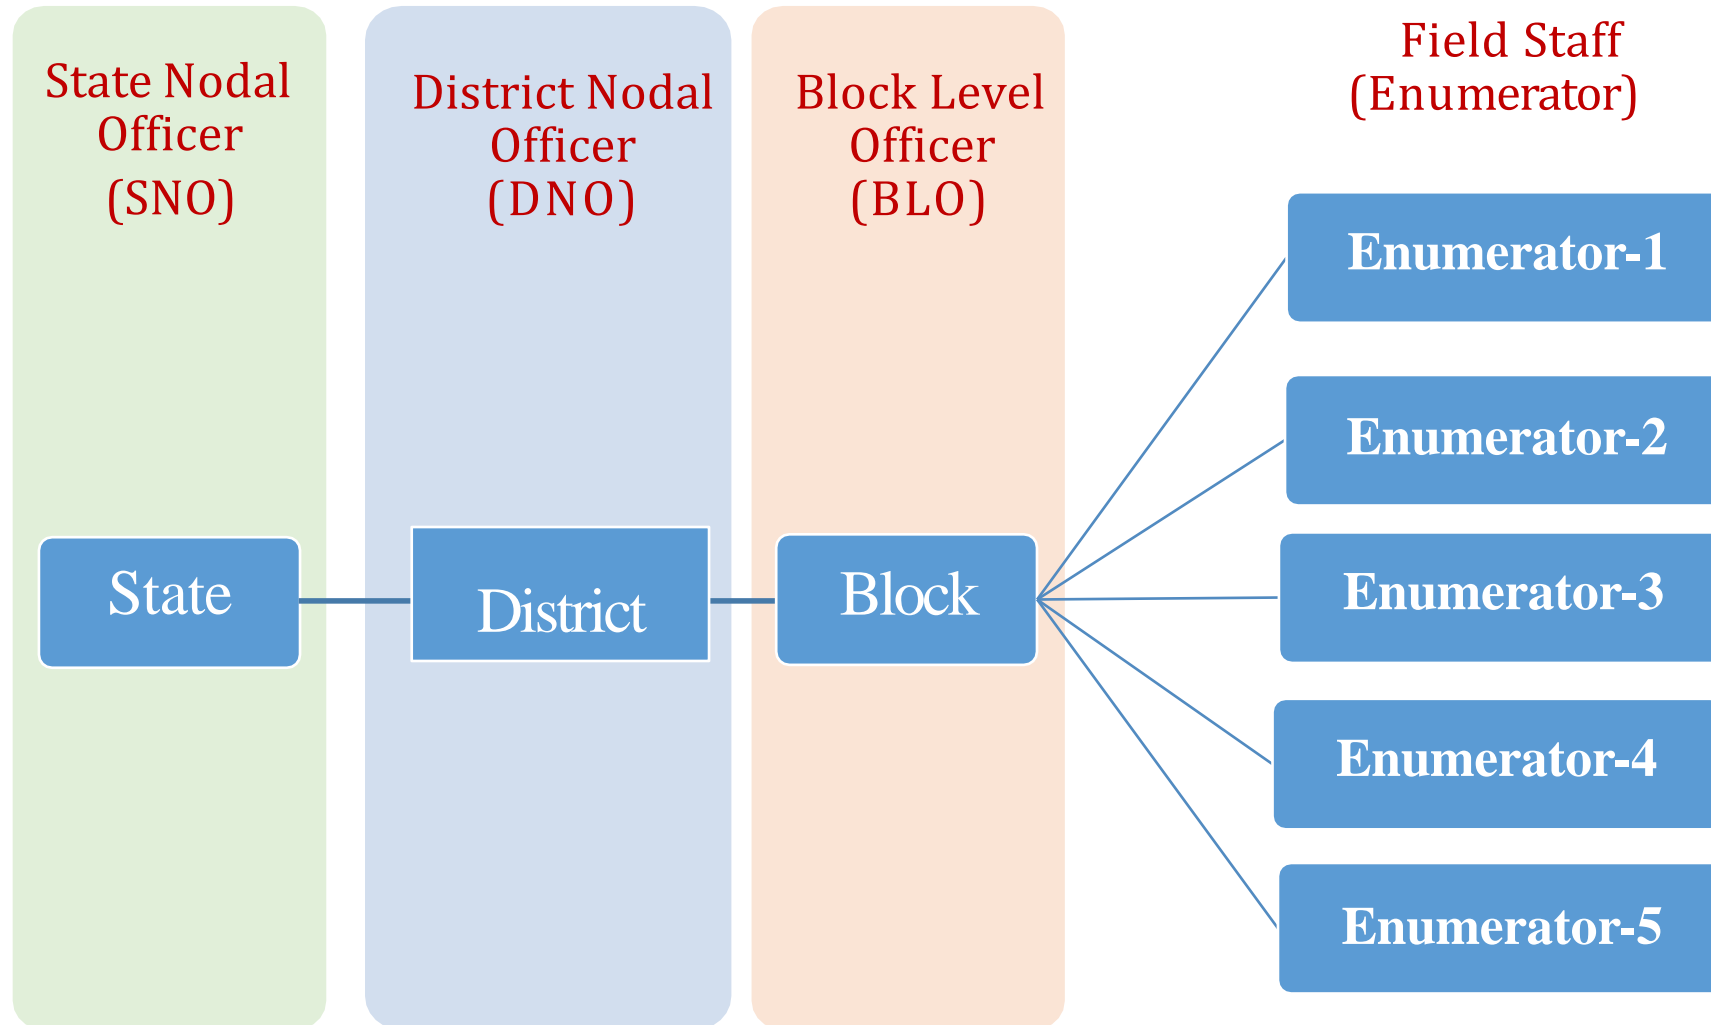 State Nodal
Officer
(SNO)
District Nodal
Officer
(DNO)
Block Level
Officer
(BLO)
Field Staff
(Enumerator)
State
District
Block
Enumerator-1
Enumerator-2
Enumerator-3
Enumerator-4
Enumerator-5